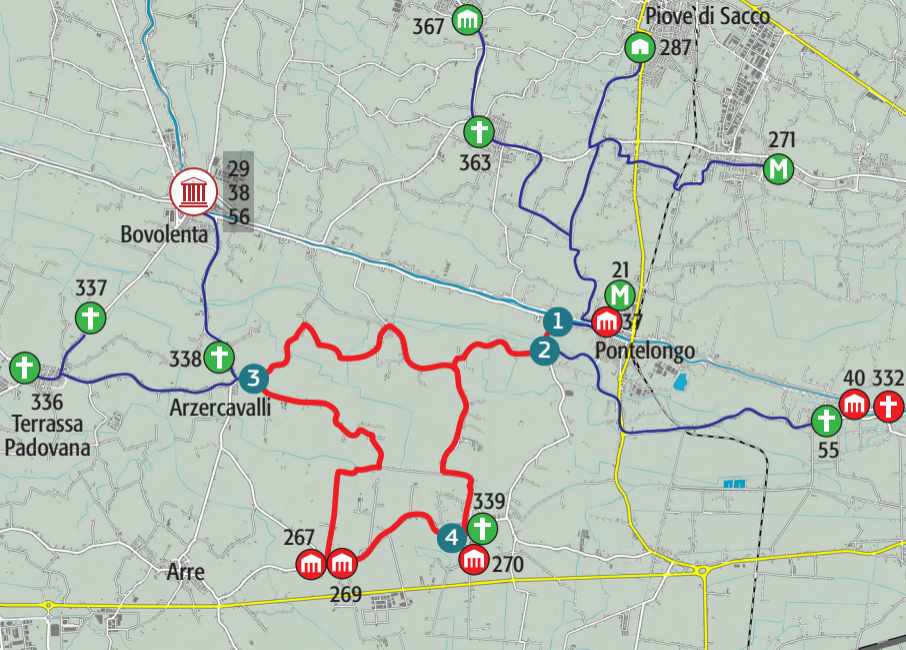 Piove di Sacco
367
287
363
271
M
29
38
56
Bovolenta
337
21
M
1
37
2
Pontelongo
338
3
Arzercavalli
336
Terrassa
Padovana
40
332
55
339
4
267
270
Arre
269